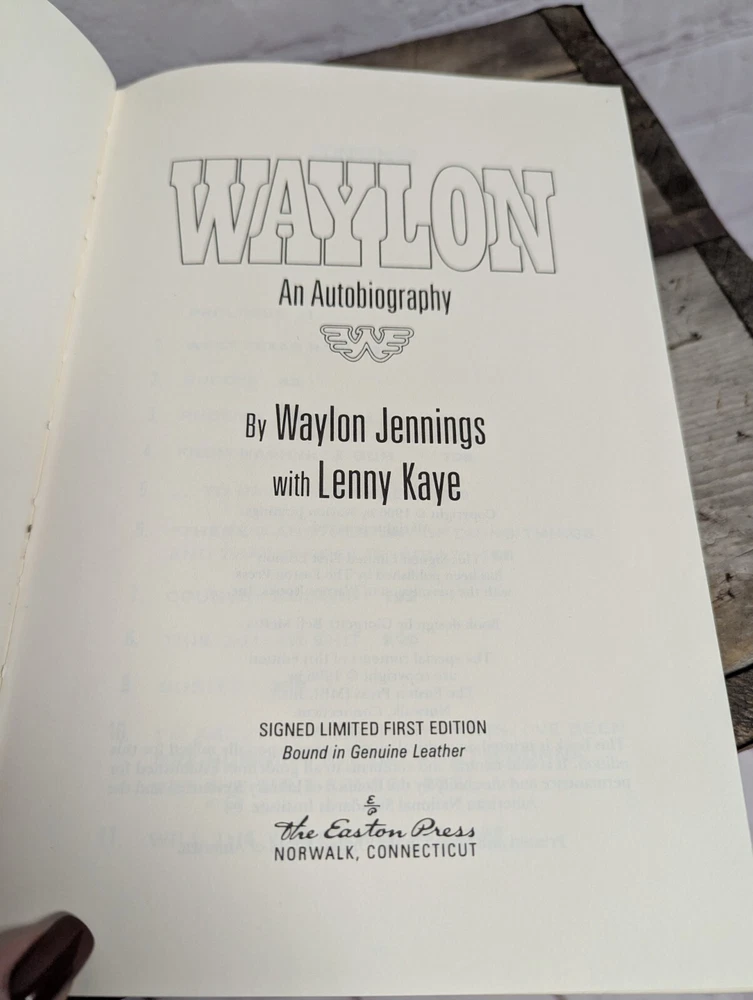 WAYLON
An Autobiography
W
By Waylon Jennings
with Lenny Kaye
SIGNED LIMITED FIRST EDITION
Bound in Genuine Leather
E
P
The Easton Press
NORWALK, CONNECTICUT